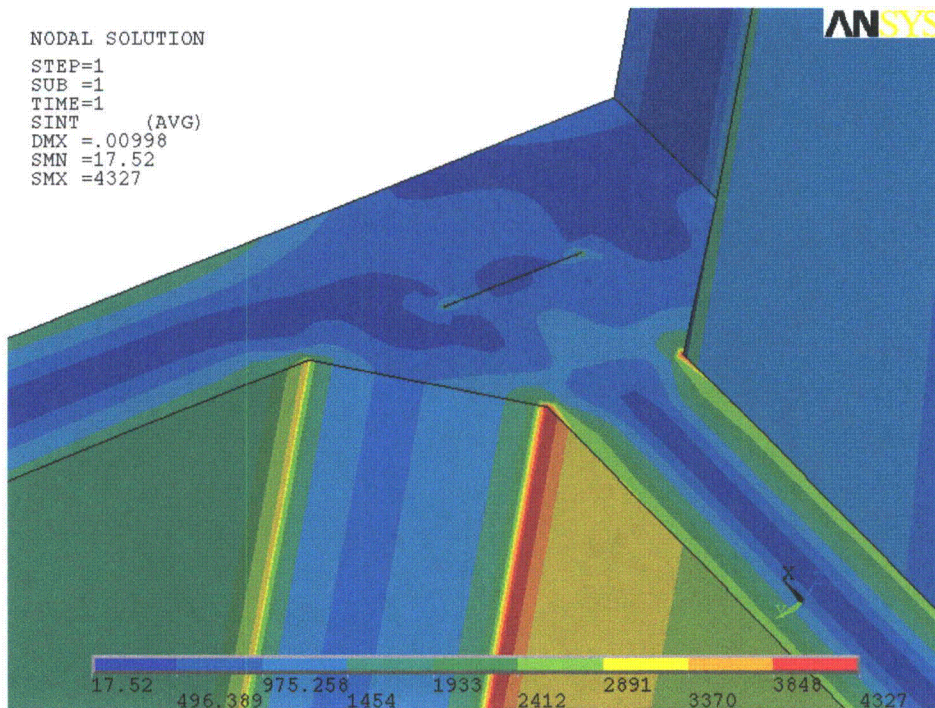 ANSYS
NODAL SOLUTION
STEP=1
SUB =1
TIME=1
SINT (AVG)
DMX =.00998
SMN =17.52
SMX =4327
X
Y
17.52 975.258 1933 2891 3848
496.389 1454 2412 3370 4327